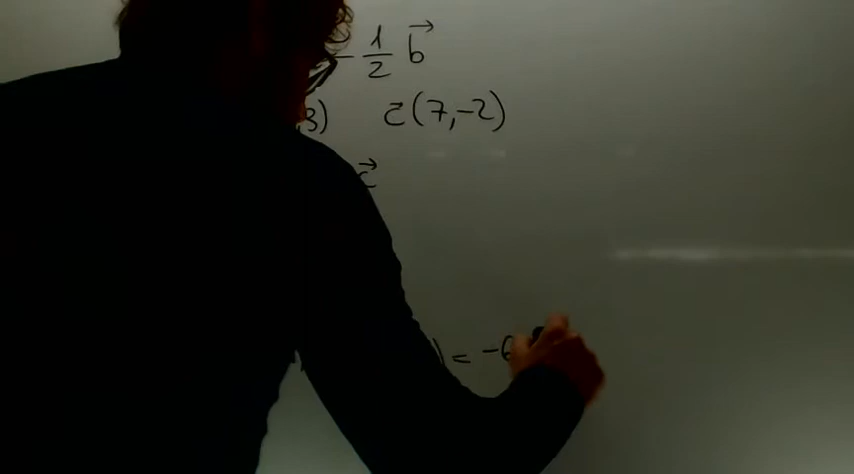 - 1/2 b⃗
,3) c(7,-2)
c⃗
) = -6